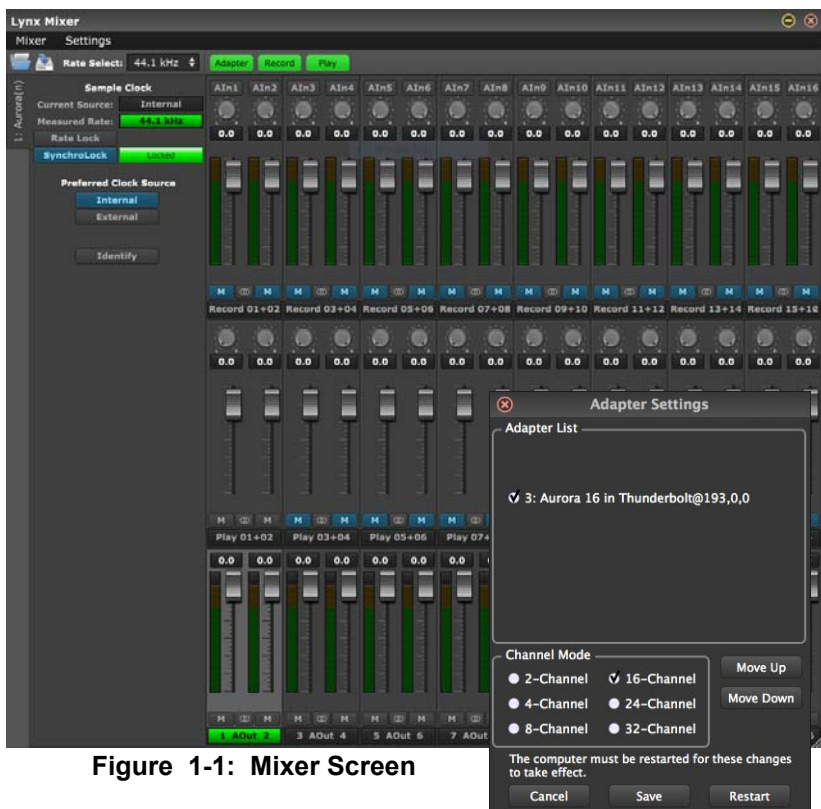 Lynx Mixer
Mixer Settings
Rate Select: 44.1 kHz Adapter Record Play
1: Aurora(n)
Sample Clock
Current Source: Internal
Measured Rate: 44.1 kHz
Rate Lock
SynchroLock Locked
Preferred Clock Source
Internal
External
Identify
AIn1 AIn2 AIn3 AIn4 AIn5 AIn6 AIn7 AIn8 AIn9 AIn10 AIn11 AIn12 AIn13 AIn14 AIn15 AIn16
0.0 0.0 0.0 0.0 0.0 0.0 0.0 0.0 0.0 0.0 0.0 0.0 0.0 0.0 0.0 0.0
M M M M M M M M M M M M M M M M
Record 01+02 Record 03+04 Record 05+06 Record 07+08 Record 09+10 Record 11+12 Record 13+14 Record 15+16
0.0 0.0 0.0 0.0 0.0 0.0 0.0 0.0 0.0 0.0 0.0 0.0 0.0 0.0 0.0 0.0
M M M M M M M
Play 01+02 Play 03+04 Play 05+06 Play 07+
0.0 0.0 0.0 0.0 0.0 0.0 0.0
M M M M M M M
1 AOut 2 3 AOut 4 5 AOut 6 7 AOut
Adapter Settings
Adapter List
3: Aurora 16 in Thunderbolt@193,0,0
Channel Mode
2-Channel 16-Channel
4-Channel 24-Channel
8-Channel 32-Channel
Move Up
Move Down
The computer must be restarted for these changes
to take effect.
Cancel Save Restart
Figure 1-1: Mixer Screen